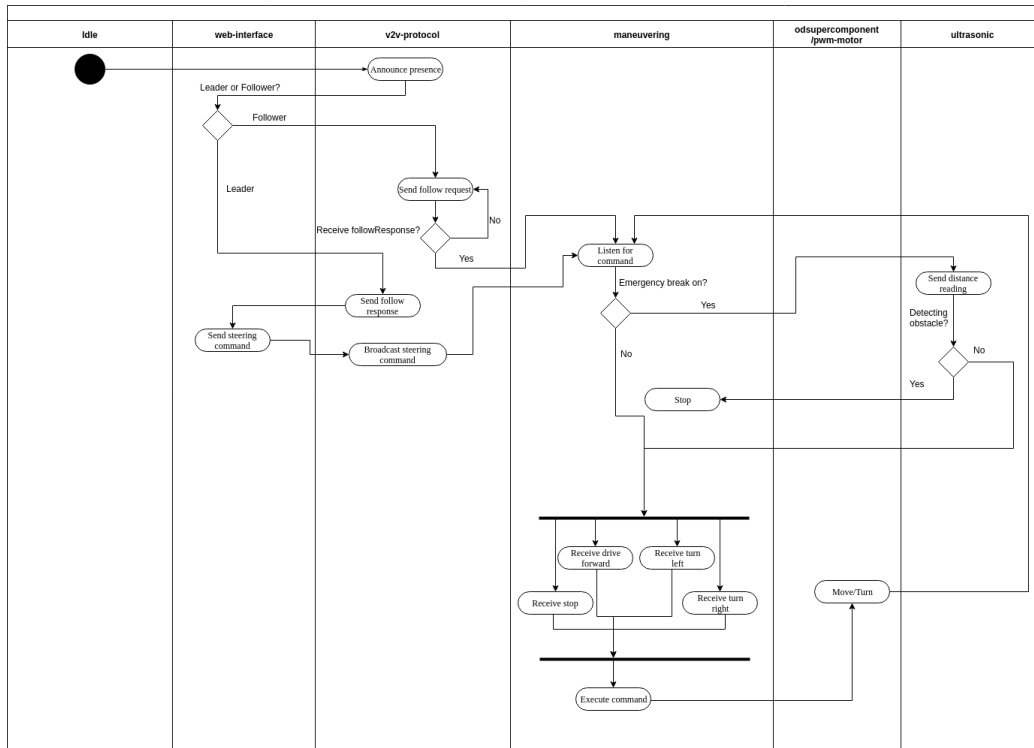 Idle
web-interface
v2v-protocol
maneuvering
odsupercomponent
/pwm-motor
ultrasonic
Announce presence
Leader or Follower?
Follower
Leader
Send follow request
No
Receive followResponse?
Yes
Listen for
command
Emergency break on?
Yes
No
Send distance
reading
Detecting
obstacle?
No
Yes
Send follow
response
Send steering
command
Broadcast steering
command
Stop
Receive drive
forward
Receive turn
left
Receive stop
Receive turn
right
Move/Turn
Execute command